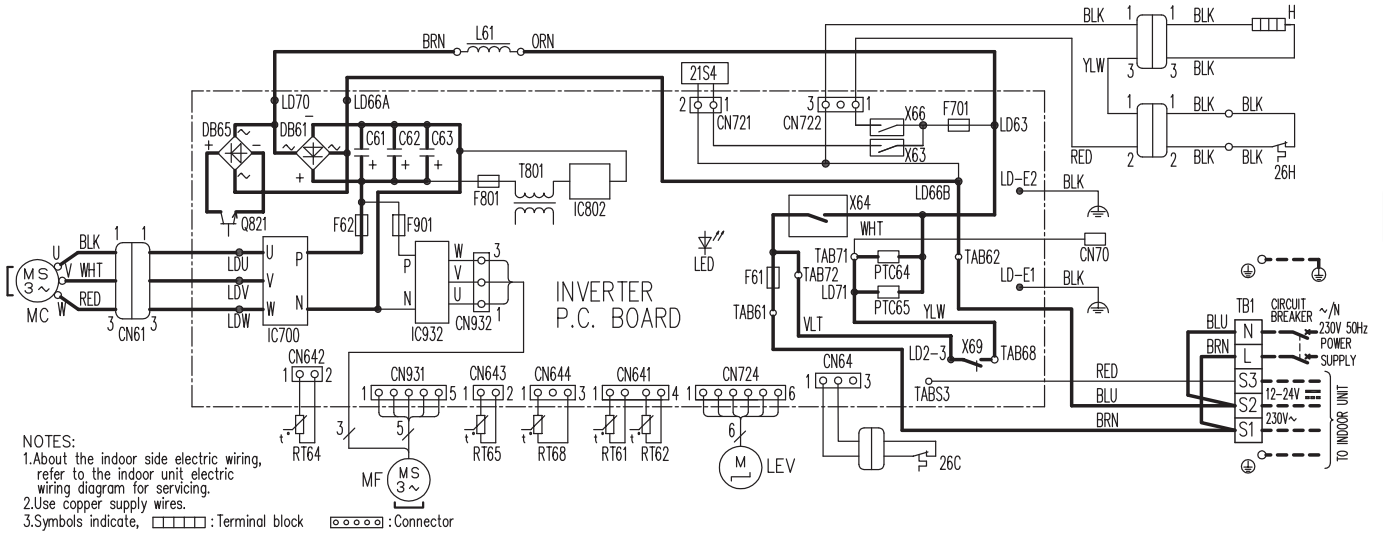 BRN L61 ORN
BLK 1 1 BLK H
YLW 3 3 BLK
21S4
LD70 LD66A
2 1 CN721
3 1 CN722
X66 F701
X63
LD63
1 1 BLK BLK
RED 2 2 BLK BLK
26H
DB65 ~ + - ~
DB61 - ~ ~ +
C61 + C62 + C63 +
Q821
F801 T801 IC802
LD66B
LD-E2 BLK
X64
WHT
F62 F901
MC MS 3~
U BLK 1 1 LDU U P
V WHT LDV V
W RED 3 3 LDW W N
CN61
IC700
P N IC932
W 3
V
U 1
CN932
INVERTER
P.C. BOARD
LED
F61 TAB72
TAB61
TAB71 PTC64
LD71 PTC65
TAB62
CN70
LD-E1 BLK
VLT
YLW
LD2-3 X69 TAB68
TABS3
CN642 1 2
RT64 t°
3
CN931 1 5
5
MF MS 3~
CN643 1 2
RT65 t°
CN644 1 3
RT68 t°
CN641 1 4
RT61 t° RT62 t°
CN724 1 6
6
M LEV
CN64 1 3
26C
RED
BLU
BRN
TB1
BLU N
BRN L
S3
S2
S1
CIRCUIT
BREAKER
~/N
230V 50Hz
POWER
SUPPLY
12-24V
230V~
TO INDOOR UNIT
NOTES:
1.About the indoor side electric wiring,
refer to the indoor unit electric
wiring diagram for servicing.
2.Use copper supply wires.
3.Symbols indicate, :Terminal block :Connector